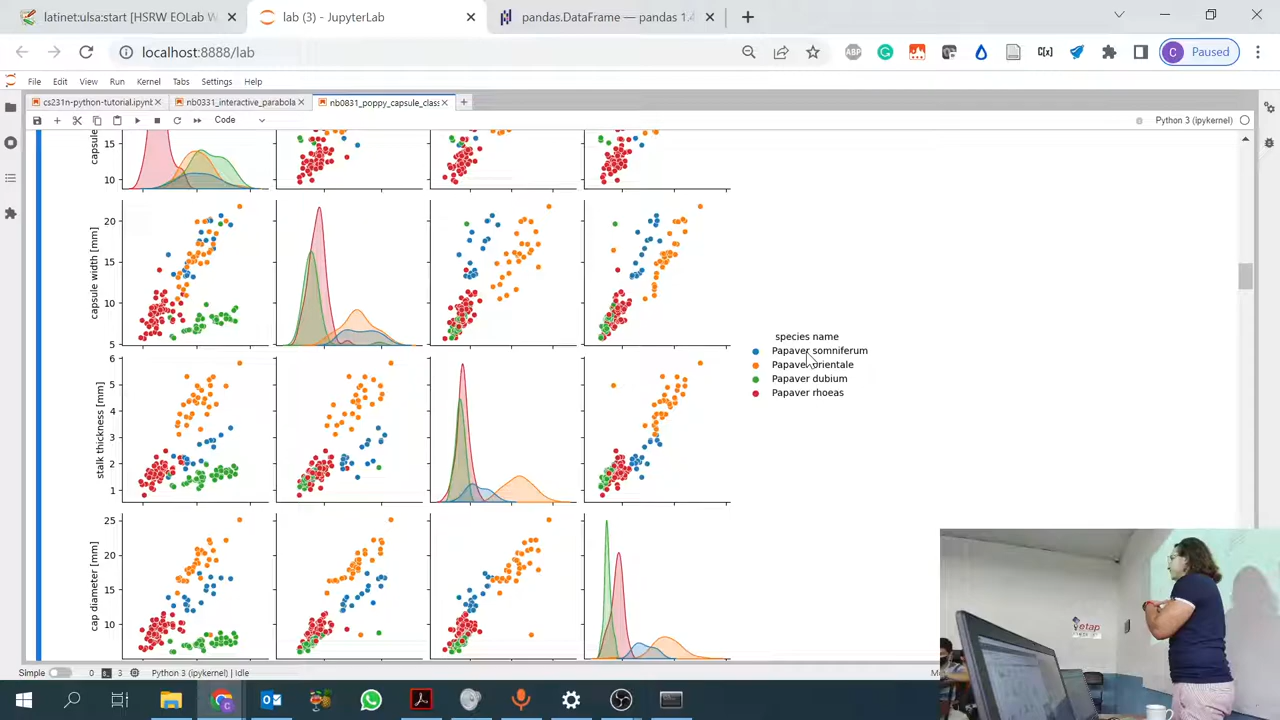 latinet:ulsa:start [HSRW EOLab W
lab (3) - JupyterLab
pandas.DataFrame — pandas 1.4
localhost:8888/lab
ABP
C[x]
C
Paused
File Edit View Run Kernel Tabs Settings Help
cs231n-python-tutorial.ipynb
nb0331_interactive_parabola
nb0831_poppy_capsule_class
Code
Python 3 (ipykernel)
capsule
15
10
capsule width [mm]
20
15
10
5
species name
Papaver somniferum
Papaver orientale
Papaver dubium
Papaver rhoeas
stalk thickness [mm]
6
4
3
2
1
cap diameter [mm]
25
20
15
10
etap
Simple 0 3 Python 3 (ipykernel) | Idle